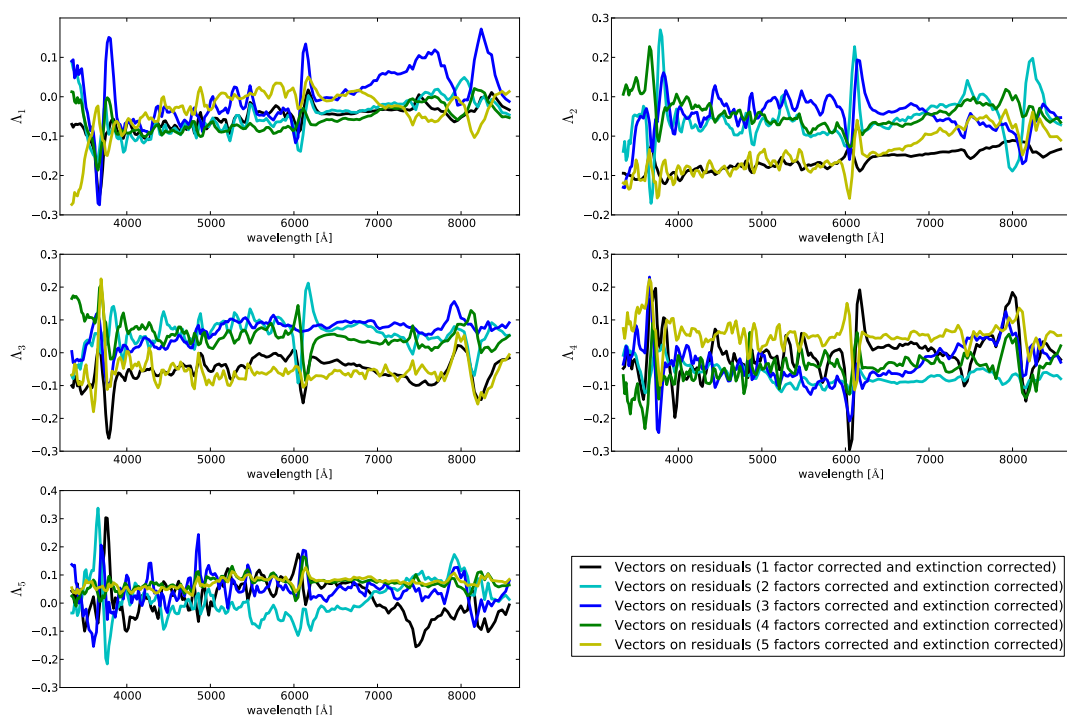 0.1
0.0
−0.1
−0.2
−0.3
Λ1
4000 5000 6000 7000 8000
wavelength [Å]
0.3
0.2
0.1
0.0
−0.1
−0.2
Λ2
4000 5000 6000 7000 8000
wavelength [Å]
0.3
0.2
0.1
0.0
−0.1
−0.2
−0.3
Λ3
4000 5000 6000 7000 8000
wavelength [Å]
0.3
0.2
0.1
0.0
−0.1
−0.2
−0.3
Λ4
4000 5000 6000 7000 8000
wavelength [Å]
0.4
0.3
0.2
0.1
0.0
−0.1
−0.2
−0.3
Λ5
4000 5000 6000 7000 8000
wavelength [Å]
Vectors on residuals (1 factor corrected and extinction corrected)
Vectors on residuals (2 factors corrected and extinction corrected)
Vectors on residuals (3 factors corrected and extinction corrected)
Vectors on residuals (4 factors corrected and extinction corrected)
Vectors on residuals (5 factors corrected and extinction corrected)